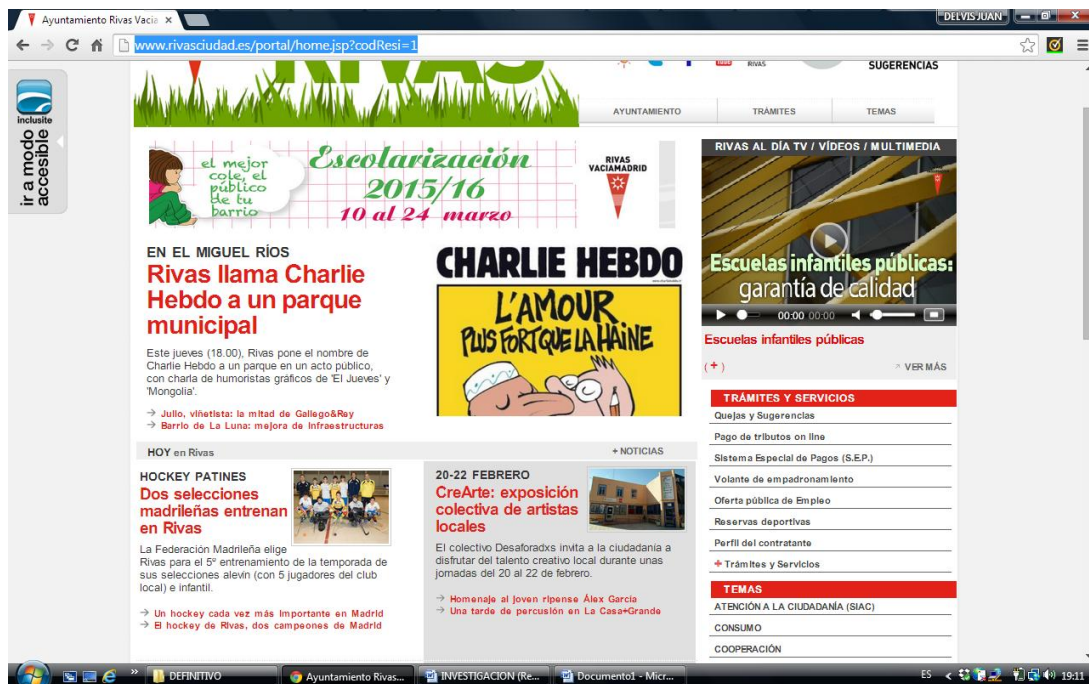 Ayuntamiento Rivas Vacia
DELVISJUAN
www.rivasciudad.es/portal/home.jsp?codResi=1
inclusite
ir a modo
accesible
RIVAS
RIVAS
SUGERENCIAS
AYUNTAMIENTO TRÁMITES TEMAS
el mejor
cole, el
público
de tu
barrio
Escolarización
2015/16
10 al 24 marzo
RIVAS
VACIAMADRID
EN EL MIGUEL RÍOS
Rivas llama Charlie
Hebdo a un parque
municipal
Este jueves (18.00), Rivas pone el nombre de
Charlie Hebdo a un parque en un acto público,
con charla de humoristas gráficos de 'El Jueves' y
'Mongolia'.
→ Julio, viñetista: la mitad de Gallego&Rey
→ Barrio de La Luna: mejora de Infraestructuras
CHARLIE HEBDO
L'AMOUR
PLUS FORT QUE LA HAINE
HOY en Rivas + NOTICIAS
HOCKEY PATINES
Dos selecciones
madrileñas entrenan
en Rivas
La Federación Madrileña elige
Rivas para el 5º entrenamiento de la temporada de
sus selecciones alevín (con 5 jugadores del club
local) e infantil.
→ Un hockey cada vez más Importante en Madrid
→ El hockey de Rivas, dos campeones de Madrid
20-22 FEBRERO
CreArte: exposición
colectiva de artistas
locales
El colectivo Desaforadxs invita a la ciudadanía a
disfrutar del talento creativo local durante unas
jornadas del 20 al 22 de febrero.
→ Homenaje al joven ripense Álex García
→ Una tarde de percusión en La Casa+Grande
RIVAS AL DÍA TV / VÍDEOS / MULTIMEDIA
Escuelas infantiles públicas:
garantía de calidad
00:00 00:00
Escuelas infantiles públicas
(+) VER MÁS
TRÁMITES Y SERVICIOS
Quejas y Sugerencias
Pago de tributos on line
Sistema Especial de Pagos (S.E.P.)
Volante de empadronamiento
Oferta pública de Empleo
Reservas deportivas
Perfil del contratante
+ Trámites y Servicios
TEMAS
ATENCIÓN A LA CIUDADANÍA (SIAC)
CONSUMO
COOPERACIÓN
DEFINITIVO
Ayuntamiento Rivas...
INVESTIGACION (Re...
Documento1 - Micr...
ES
19:11